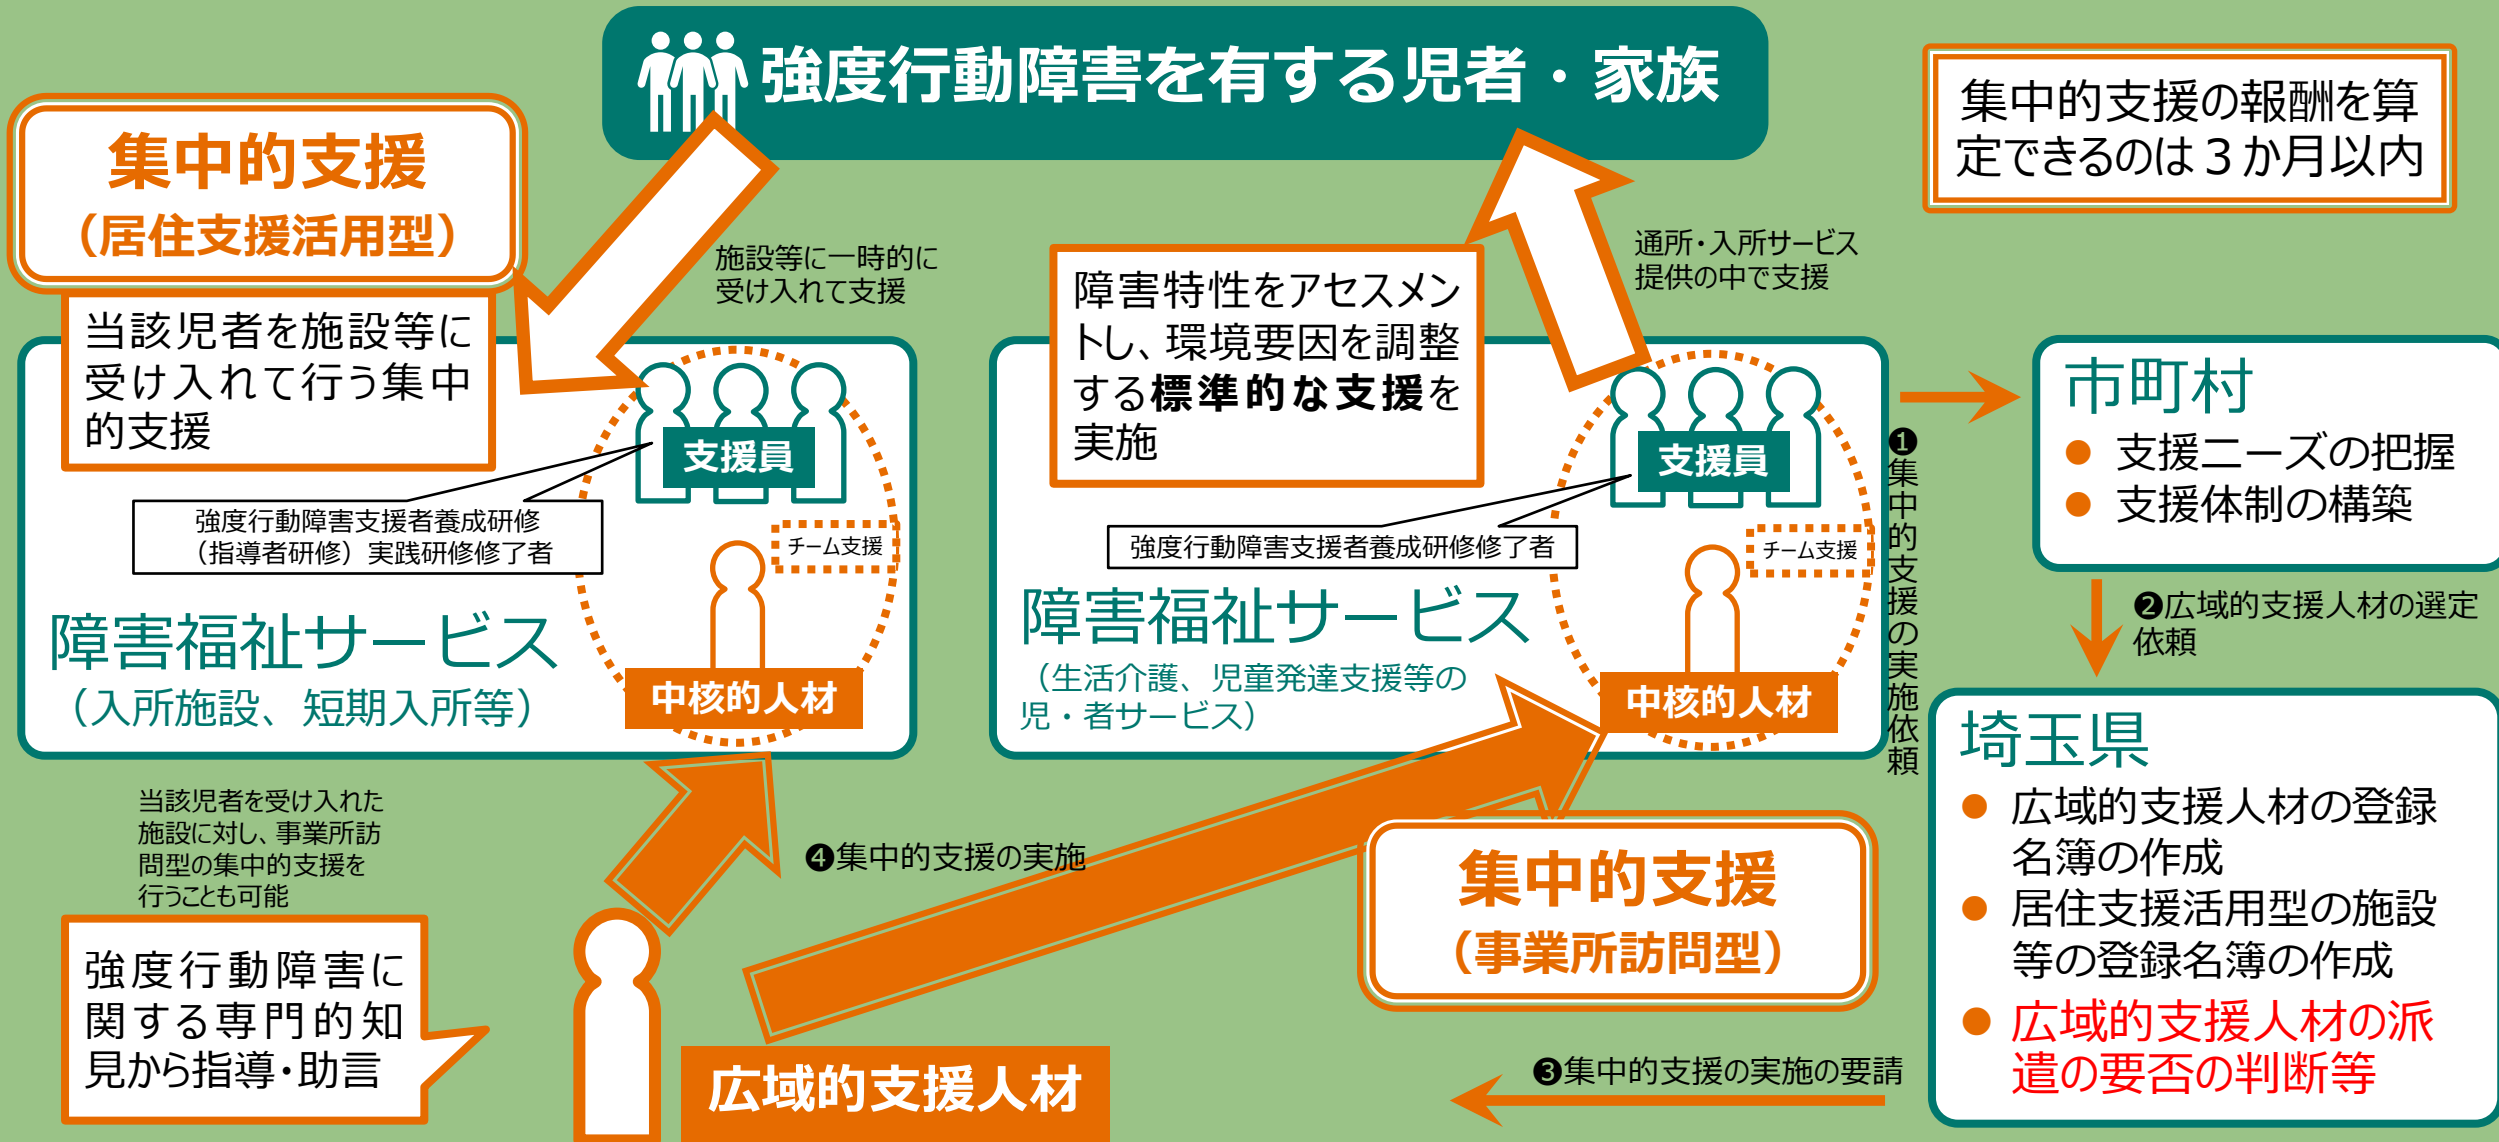 強度行動障害を有する児者・家族
集中的支援の報酬を算
定できるのは３か月以内
集中的支援
（居住支援活用型）
当該児者を施設等に
受け入れて行う集中
的支援
施設等に一時的に
受け入れて支援
支援員
強度行動障害支援者養成研修
（指導者研修）実践研修修了者
チーム支援
障害福祉サービス
（入所施設、短期入所等）
中核的人材
障害特性をアセスメン
トし、環境要因を調整
する標準的な支援を
実施
通所・入所サービス
提供の中で支援
支援員
強度行動障害支援者養成研修修了者
チーム支援
障害福祉サービス
（生活介護、児童発達支援等の
児・者サービス）
中核的人材
❶集中的支援の実施依頼
市町村
● 支援ニーズの把握
● 支援体制の構築
❷広域的支援人材の選定
依頼
埼玉県
● 広域的支援人材の登録
名簿の作成
● 居住支援活用型の施設
等の登録名簿の作成
● 広域的支援人材の派
遣の要否の判断等
❸集中的支援の実施の要請
集中的支援
（事業所訪問型）
❹集中的支援の実施
当該児者を受け入れた
施設に対し、事業所訪
問型の集中的支援を
行うことも可能
強度行動障害に
関する専門的知
見から指導・助言
広域的支援人材